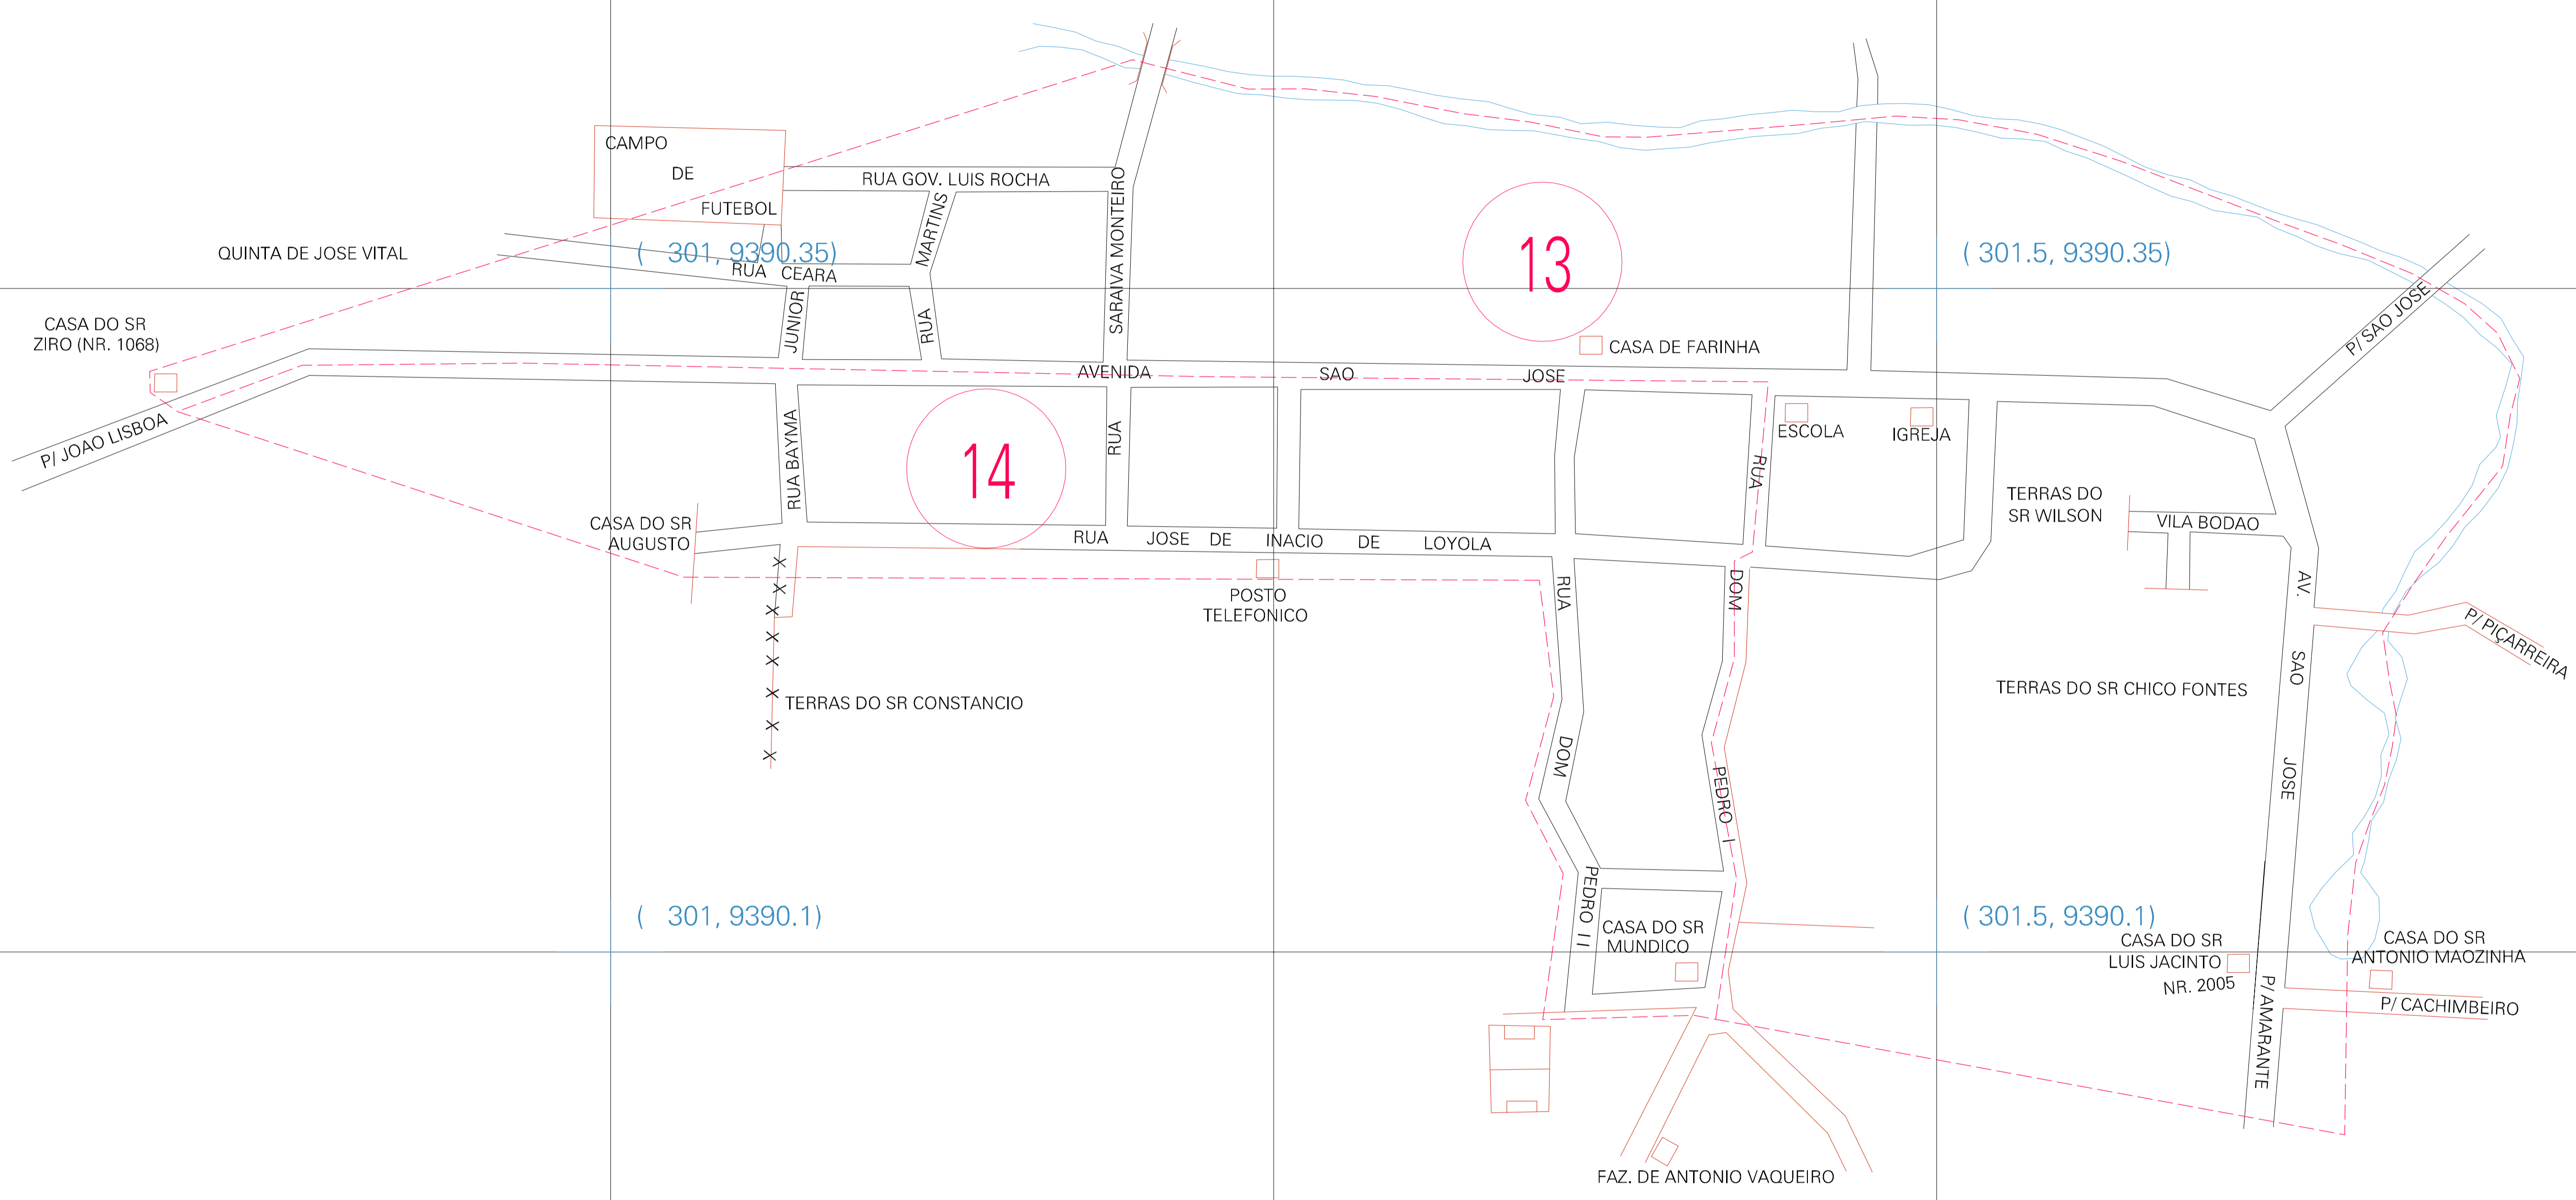 CAMPO
DE
FUTEBOL
RUA GOV. LUIS ROCHA
MARTINS
RUA
SARAIVA MONTEIRO
RUA
13
QUINTA DE JOSE VITAL
( 301, 9390.35)
( 301.5, 9390.35)
RUA CEARA
JUNIOR
RUA BAYMA
CASA DO SR
ZIRO (NR. 1068)
CASA DE FARINHA
P/ SAO JOSE
AVENIDA SAO JOSE
P/ JOAO LISBOA
14
ESCOLA
IGREJA
RUA
DOM
PEDRO I
TERRAS DO
SR WILSON
VILA BODAO
CASA DO SR
AUGUSTO
RUA JOSE DE INACIO DE LOYOLA
POSTO
TELEFONICO
RUA
DOM
PEDRO II
AV.
SAO
JOSE
P/ PIÇARREIRA
X
X
X
X
X
X
X
X
TERRAS DO SR CONSTANCIO
TERRAS DO SR CHICO FONTES
( 301, 9390.1)
( 301.5, 9390.1)
CASA DO SR
MUNDICO
CASA DO SR
LUIS JACINTO
NR. 2005
CASA DO SR
ANTONIO MAOZINHA
P/ CACHIMBEIRO
P/ AMARANTE
FAZ. DE ANTONIO VAQUEIRO